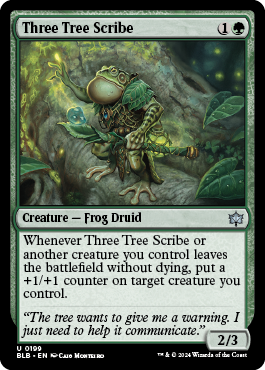 Three Tree Scribe 1
Creature — Frog Druid
Whenever Three Tree Scribe or
another creature you control leaves
the battlefield without dying, put a
+1/+1 counter on target creature you
control.
“The tree wants to give me a warning. I
just need to help it communicate.”
2/3
U 0199
BLB • EN Caio Monteiro
™ & © 2024 Wizards of the Coast